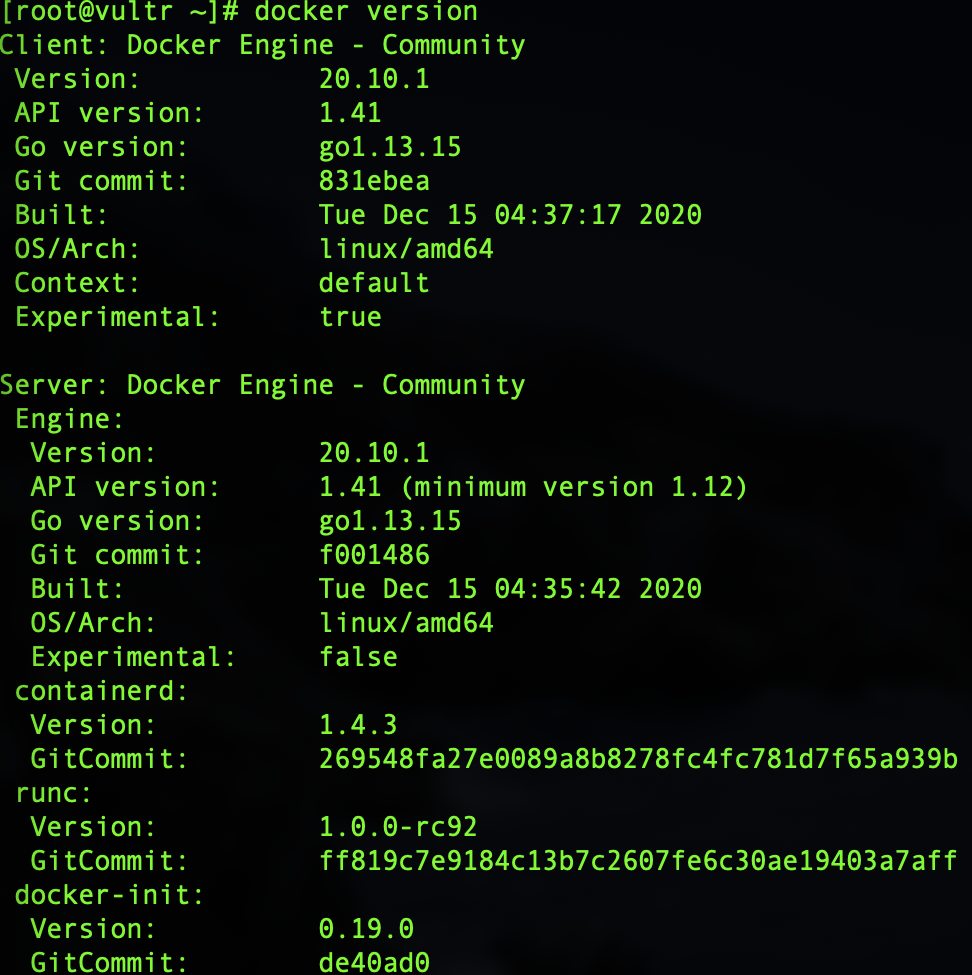 [root@vultr ~]# docker version
Client: Docker Engine - Community
 Version:           20.10.1
 API version:       1.41
 Go version:        go1.13.15
 Git commit:        831ebea
 Built:             Tue Dec 15 04:37:17 2020
 OS/Arch:           linux/amd64
 Context:           default
 Experimental:      true

Server: Docker Engine - Community
 Engine:
  Version:          20.10.1
  API version:      1.41 (minimum version 1.12)
  Go version:       go1.13.15
  Git commit:       f001486
  Built:            Tue Dec 15 04:35:42 2020
  OS/Arch:          linux/amd64
  Experimental:     false
 containerd:
  Version:          1.4.3
  GitCommit:        269548fa27e0089a8b8278fc4fc781d7f65a939b
 runc:
  Version:          1.0.0-rc92
  GitCommit:        ff819c7e9184c13b7c2607fe6c30ae19403a7aff
 docker-init:
  Version:          0.19.0
  GitCommit:        de40ad0